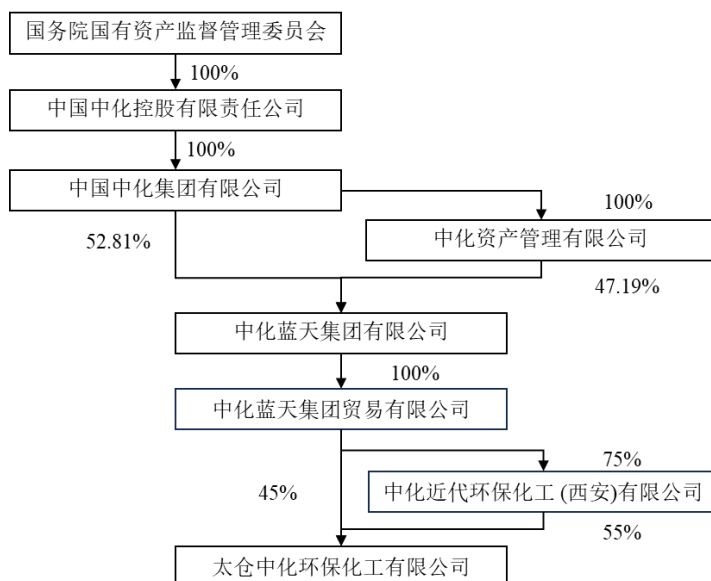 国务院国有资产监督管理委员会
100%
中国中化控股有限责任公司
100%
中国中化集团有限公司
100%
52.81%
中化资产管理有限公司
47.19%
中化蓝天集团有限公司
100%
中化蓝天集团贸易有限公司
75%
45%
中化近代环保化工 (西安)有限公司
55%
太仓中化环保化工有限公司